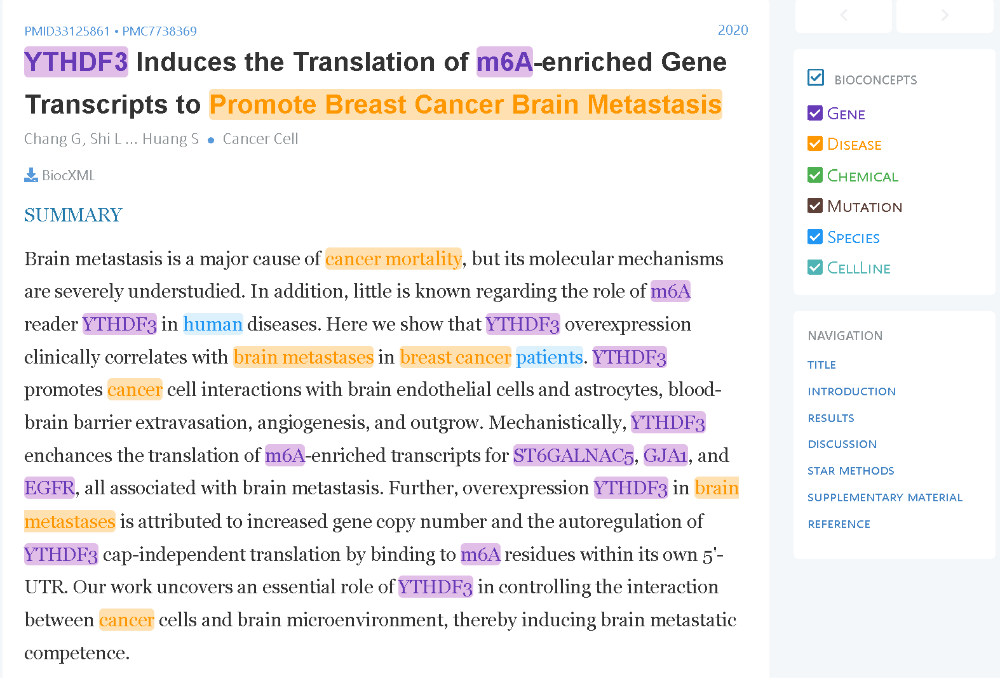 PMID33125861 • PMC7738369
2020
YTHDF3 Induces the Translation of m6A-enriched Gene
Transcripts to Promote Breast Cancer Brain Metastasis
Chang G, Shi L ... Huang S • Cancer Cell
BiocXML
SUMMARY
Brain metastasis is a major cause of cancer mortality, but its molecular mechanisms
are severely understudied. In addition, little is known regarding the role of m6A
reader YTHDF3 in human diseases. Here we show that YTHDF3 overexpression
clinically correlates with brain metastases in breast cancer patients. YTHDF3
promotes cancer cell interactions with brain endothelial cells and astrocytes, blood-
brain barrier extravasation, angiogenesis, and outgrow. Mechanistically, YTHDF3
enchances the translation of m6A-enriched transcripts for ST6GALNAC5, GJA1, and
EGFR, all associated with brain metastasis. Further, overexpression YTHDF3 in brain
metastases is attributed to increased gene copy number and the autoregulation of
YTHDF3 cap-independent translation by binding to m6A residues within its own 5'-
UTR. Our work uncovers an essential role of YTHDF3 in controlling the interaction
between cancer cells and brain microenvironment, thereby inducing brain metastatic
competence.
BIOCONCEPTS
GENE
DISEASE
CHEMICAL
MUTATION
SPECIES
CELLLINE
NAVIGATION
TITLE
INTRODUCTION
RESULTS
DISCUSSION
STAR METHODS
SUPPLEMENTARY MATERIAL
REFERENCE